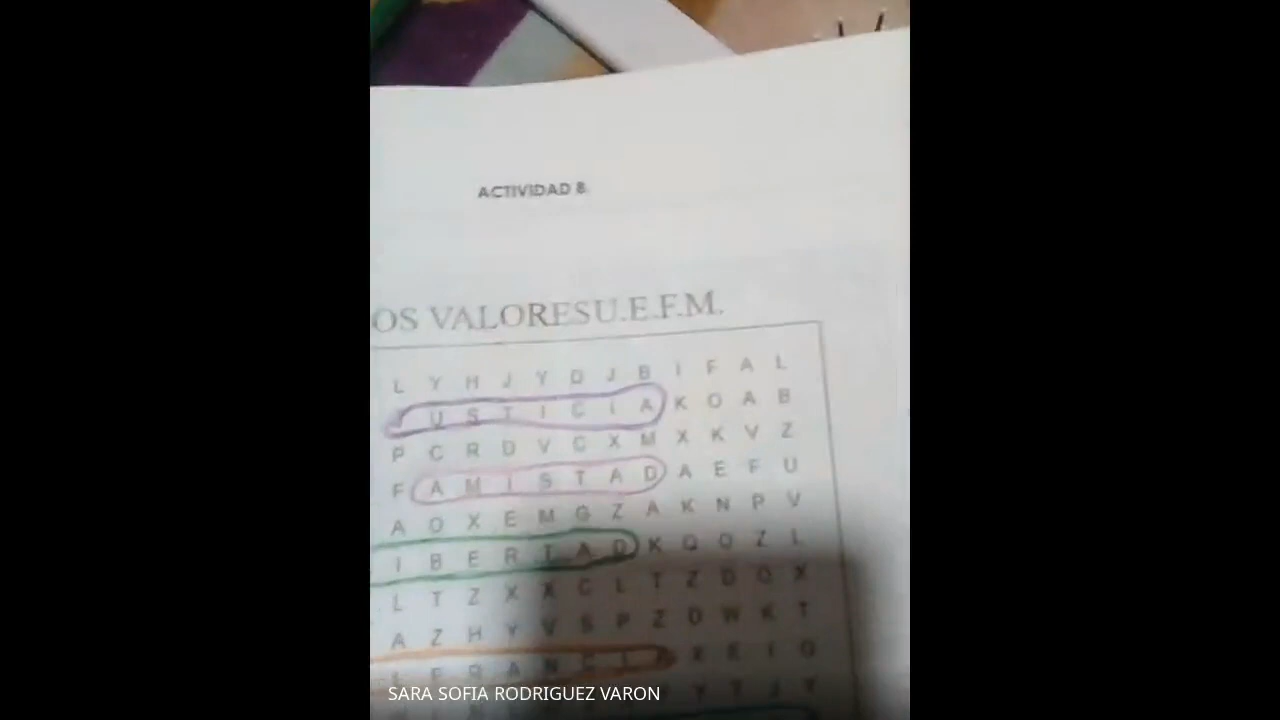 ACTIVIDAD 8.
OS VALORESU.E.F.M.
L Y H J Y D J B I F A L
J U S T I C I A K O A B
P C R D V C X M X K V Z
F A M I S T A D A E F U
A O X E M G Z A K N P V
I B E R T A D K Q O Z L
L T Z X X C L T Z D O X
A Z H Y V S P Z D W K T
L E R A N C I A X E I O
SARA SOFIA RODRIGUEZ VARON